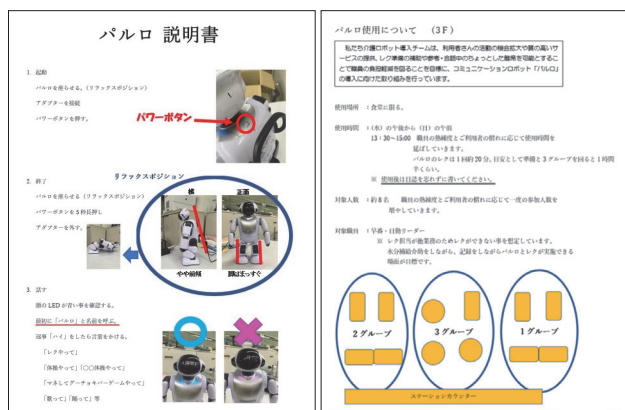 パルロ 説明書
1. 起動
パルロを座らせる。（リラックスポジション）
アダプターを接続
パワーボタンを押す。
パワーボタン
リラックスポジション
2. 終了
パルロを座らせる（リラックスポジション）
パワーボタンを5秒長押し
アダプターを外す。
横
正面
やや前傾
脚はまっすぐ
3. 話す
顔のLEDが青い事を確認する。
最初に「パルロ」と名前を呼ぶ。
返事「ハイ」をしたら言葉をかける。
「レクやって」
「体操やって」「○○体操やって」
「マネしてグーチョキパーゲームやって」
「歌って」「踊って」等
パルロ使用について （3F）
私たち介護ロボット導入チームは、利用者さんの活動の機会拡大や質の高いサ
ービスの提供、レク準備の補助や参考・会話中のちょっとした離席を可能とするこ
とで職員の負担軽減を図ることを目標に、コミュニケーションロボット「パルロ」
の導入に向けた取り組みを行っています。
使用場所 ：食堂に限る。
使用時間 ：（水）の午後から（日）の午前
13：30～15:00 職員の熟練度とご利用者の慣れに応じて使用時間を
延ばしていきます。
パルロのレクは1回約20分。目安として準備と3グループを回ると1時間
半くらい。
※ 使用後は日誌を忘れずに書いてください。
対象人数 ：約8名 職員の熟練度とご利用者の慣れに応じて一度の参加人数を
増やしていきます。
対象職員 ：早番・日勤リーダー
※ レク担当が他業務のためレクができない事を想定しています。
水分補給介助をしながら、記録をしながらパルロとレクが実施できる
場面が目標です。
2グループ
3グループ
1グループ
ステーションカウンター